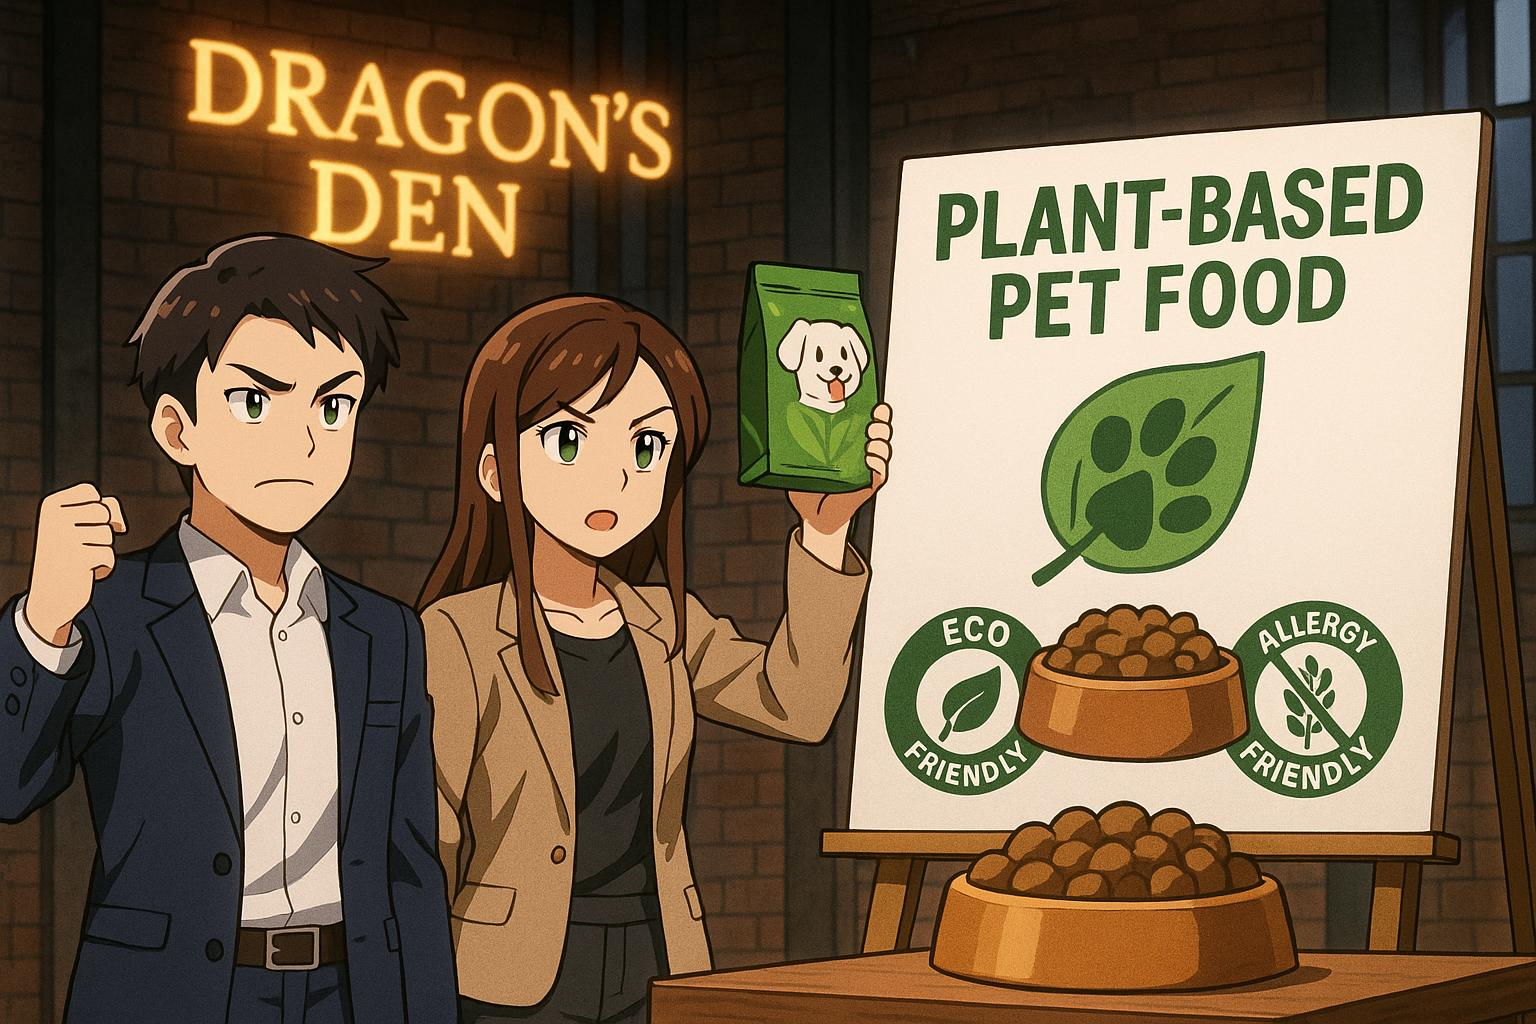 DRAGON'S
DEN
PLANT-BASED
PET FOOD
ECO
FRIENDLY
ALLERGY
FRIENDLY